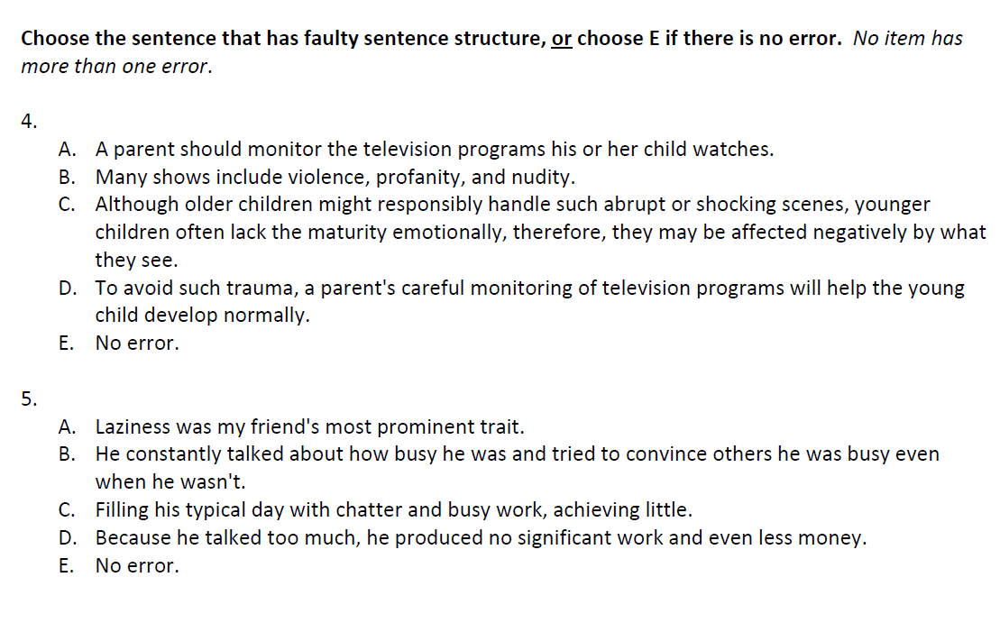 Choose the sentence that has faulty sentence structure, or choose E if there is no error. No item has
more than one error.
4.
A. A parent should monitor the television programs his or her child watches.
B. Many shows include violence, profanity, and nudity.
C. Although older children might responsibly handle such abrupt or shocking scenes, younger
children often lack the maturity emotionally, therefore, they may be affected negatively by what
they see.
D. To avoid such trauma, a parent's careful monitoring of television programs will help the young
child develop normally.
E. No error.
5.
A. Laziness was my friend's most prominent trait.
B. He constantly talked about how busy he was and tried to convince others he was busy even
when he wasn't.
C. Filling his typical day with chatter and busy work, achieving little.
D. Because he talked too much, he produced no significant work and even less money.
E. No error.